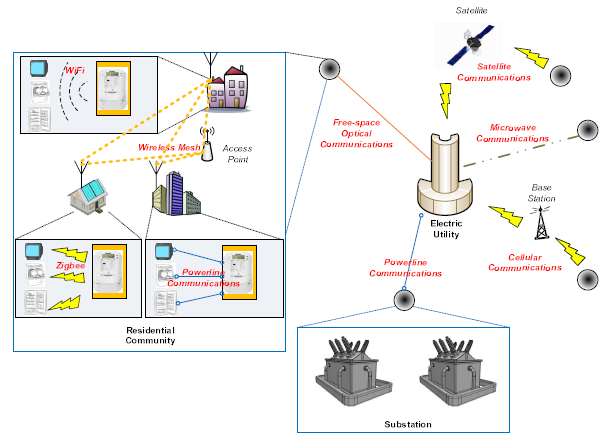 Satellite
WiFi
Satellite
Communications
Free-space
Optical
Communications
Microwave
Communications
Wireless Mesh
Access
Point
Base
Station
Electric
Utility
Zigbee
Powerline
Communications
Powerline
Communications
Cellular
Communications
Residential
Community
Substation